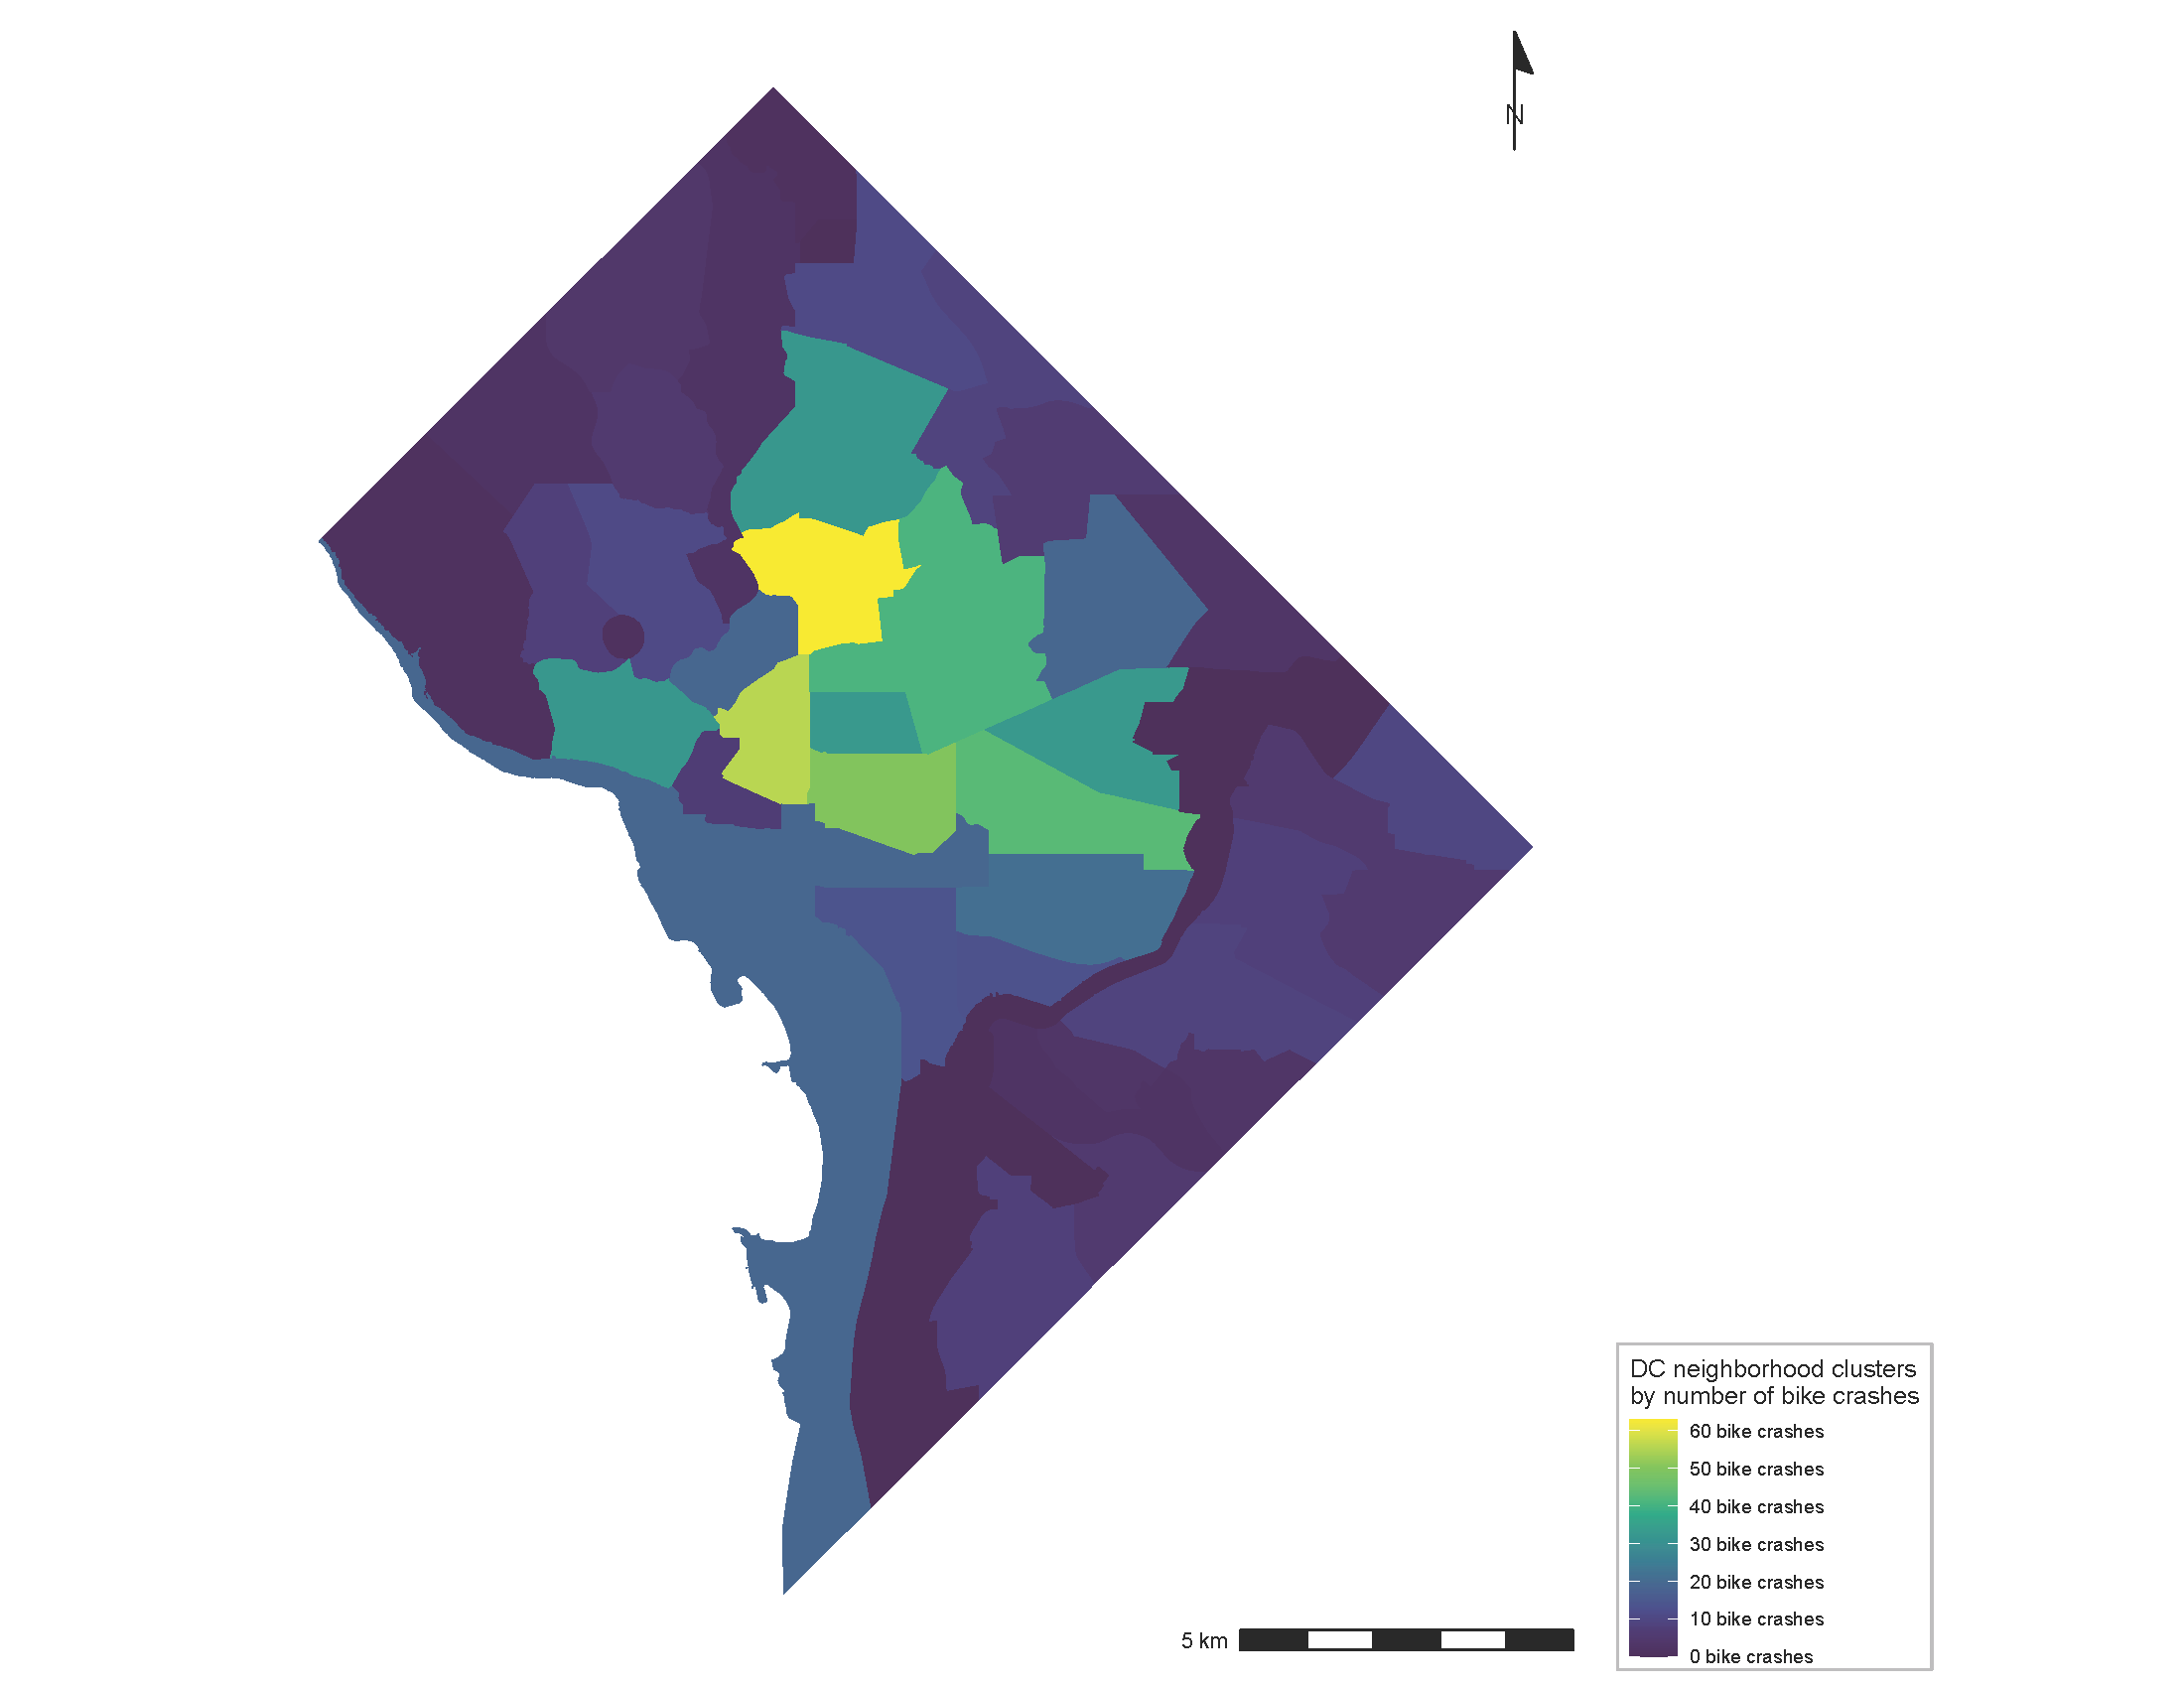 N
DC neighborhood clusters
by number of bike crashes
60 bike crashes
50 bike crashes
40 bike crashes
30 bike crashes
20 bike crashes
10 bike crashes
0 bike crashes
5 km